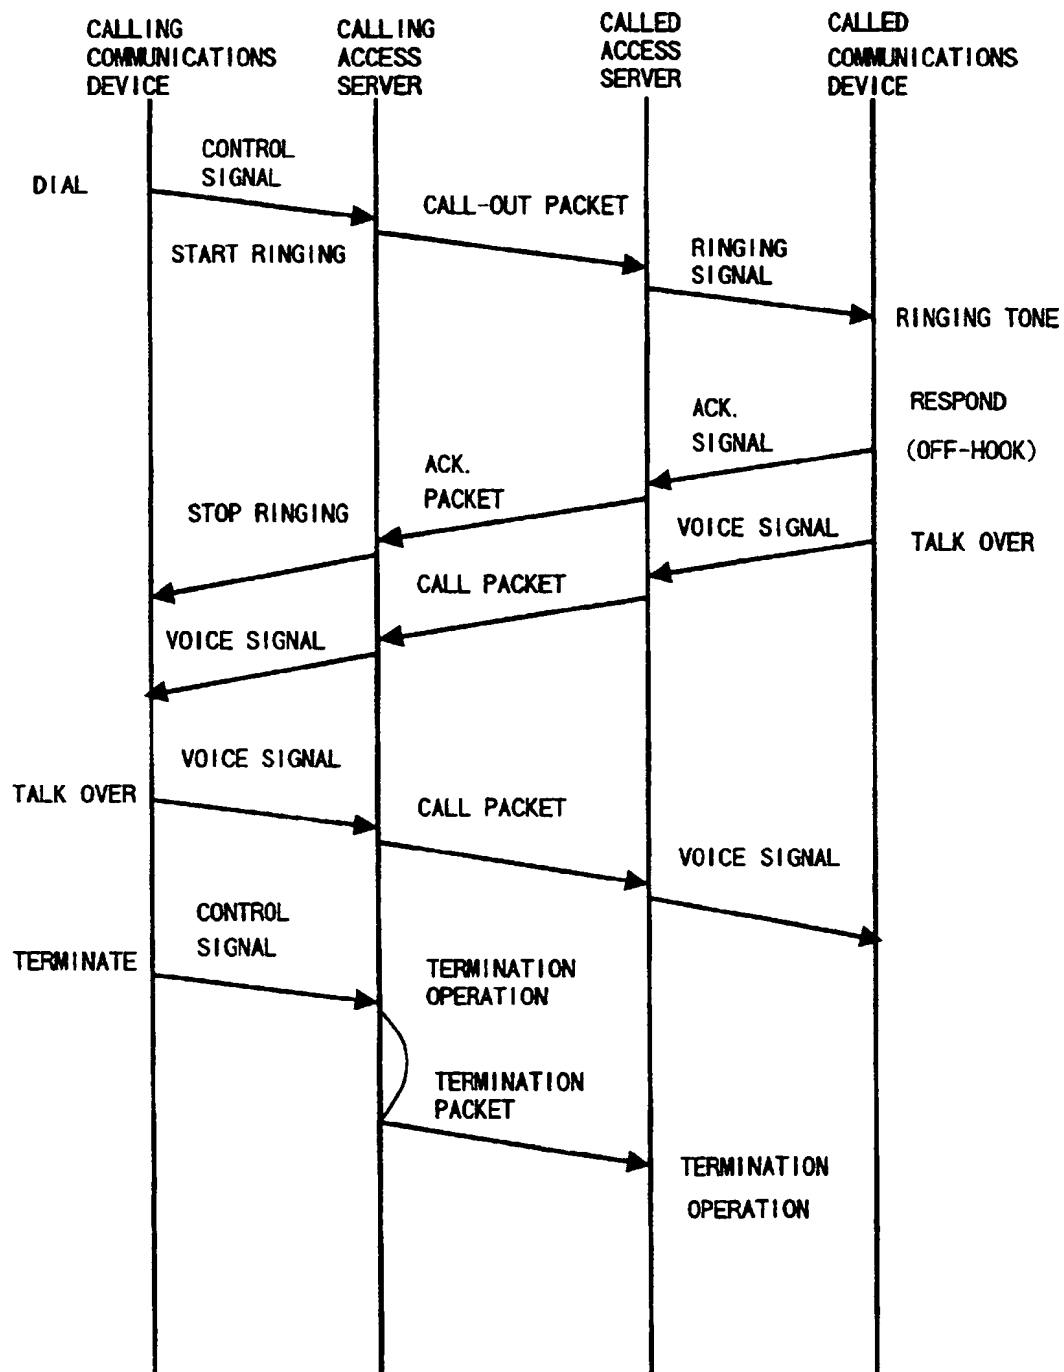 CALLING
COMMUNICATIONS
DEVICE
CALLING
ACCESS
SERVER
CALLED
ACCESS
SERVER
CALLED
COMMUNICATIONS
DEVICE
CONTROL
SIGNAL
DIAL
CALL-OUT PACKET
START RINGING
RINGING
SIGNAL
RINGING TONE
RESPOND
(OFF-HOOK)
ACK.
SIGNAL
ACK.
PACKET
STOP RINGING
VOICE SIGNAL
TALK OVER
CALL PACKET
VOICE SIGNAL
VOICE SIGNAL
TALK OVER
CALL PACKET
VOICE SIGNAL
CONTROL
SIGNAL
TERMINATE
TERMINATION
OPERATION
TERMINATION
PACKET
TERMINATION
OPERATION